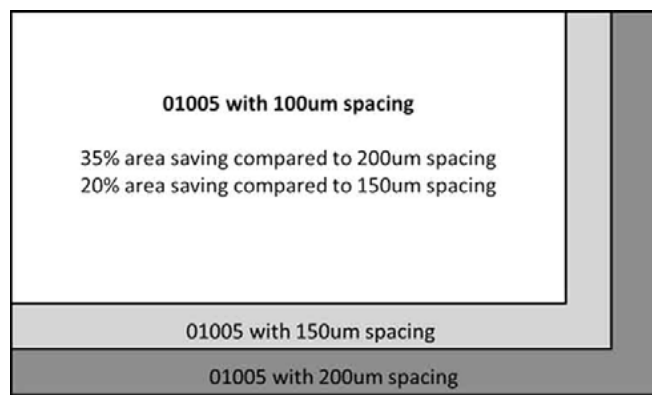 01005 with 100um spacing
35% area saving compared to 200um spacing
20% area saving compared to 150um spacing
01005 with 150um spacing
01005 with 200um spacing